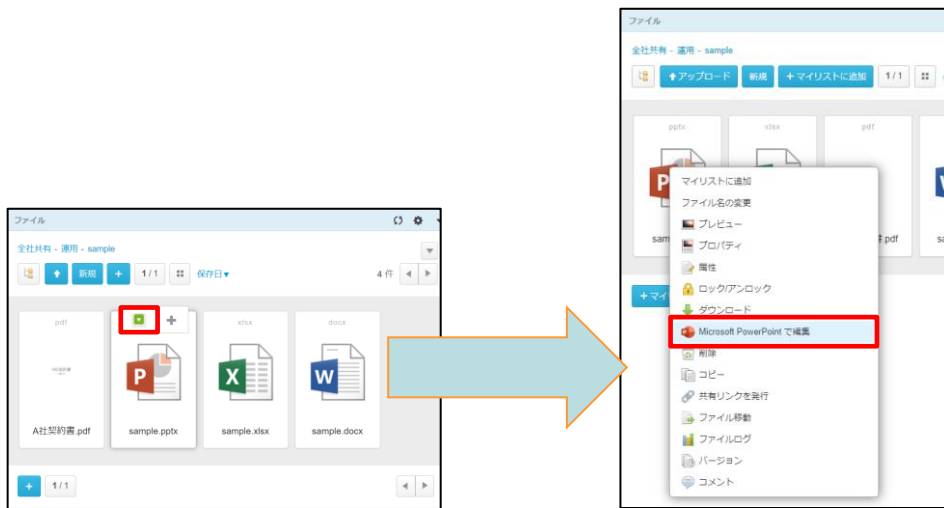 ファイル
全社共有 - 運用 - sample
新規
+
1 / 1
保存日▼
4 件
pdf
xlsx
docx
P
X
W
A社契約書.pdf
sample.pptx
sample.xlsx
sample.docx
+
1 / 1
ファイル
全社共有 - 運用 - sample
アップロード
新規
+ マイリストに追加
1 / 1
pptx
xlsx
pdf
P
sam
書.pdf
sa
+ マイ
マイリストに追加
ファイル名の変更
プレビュー
プロパティ
属性
ロック/アンロック
ダウンロード
Microsoft PowerPoint で編集
削除
コピー
共有リンクを発行
ファイル移動
ファイルログ
バージョン
コメント